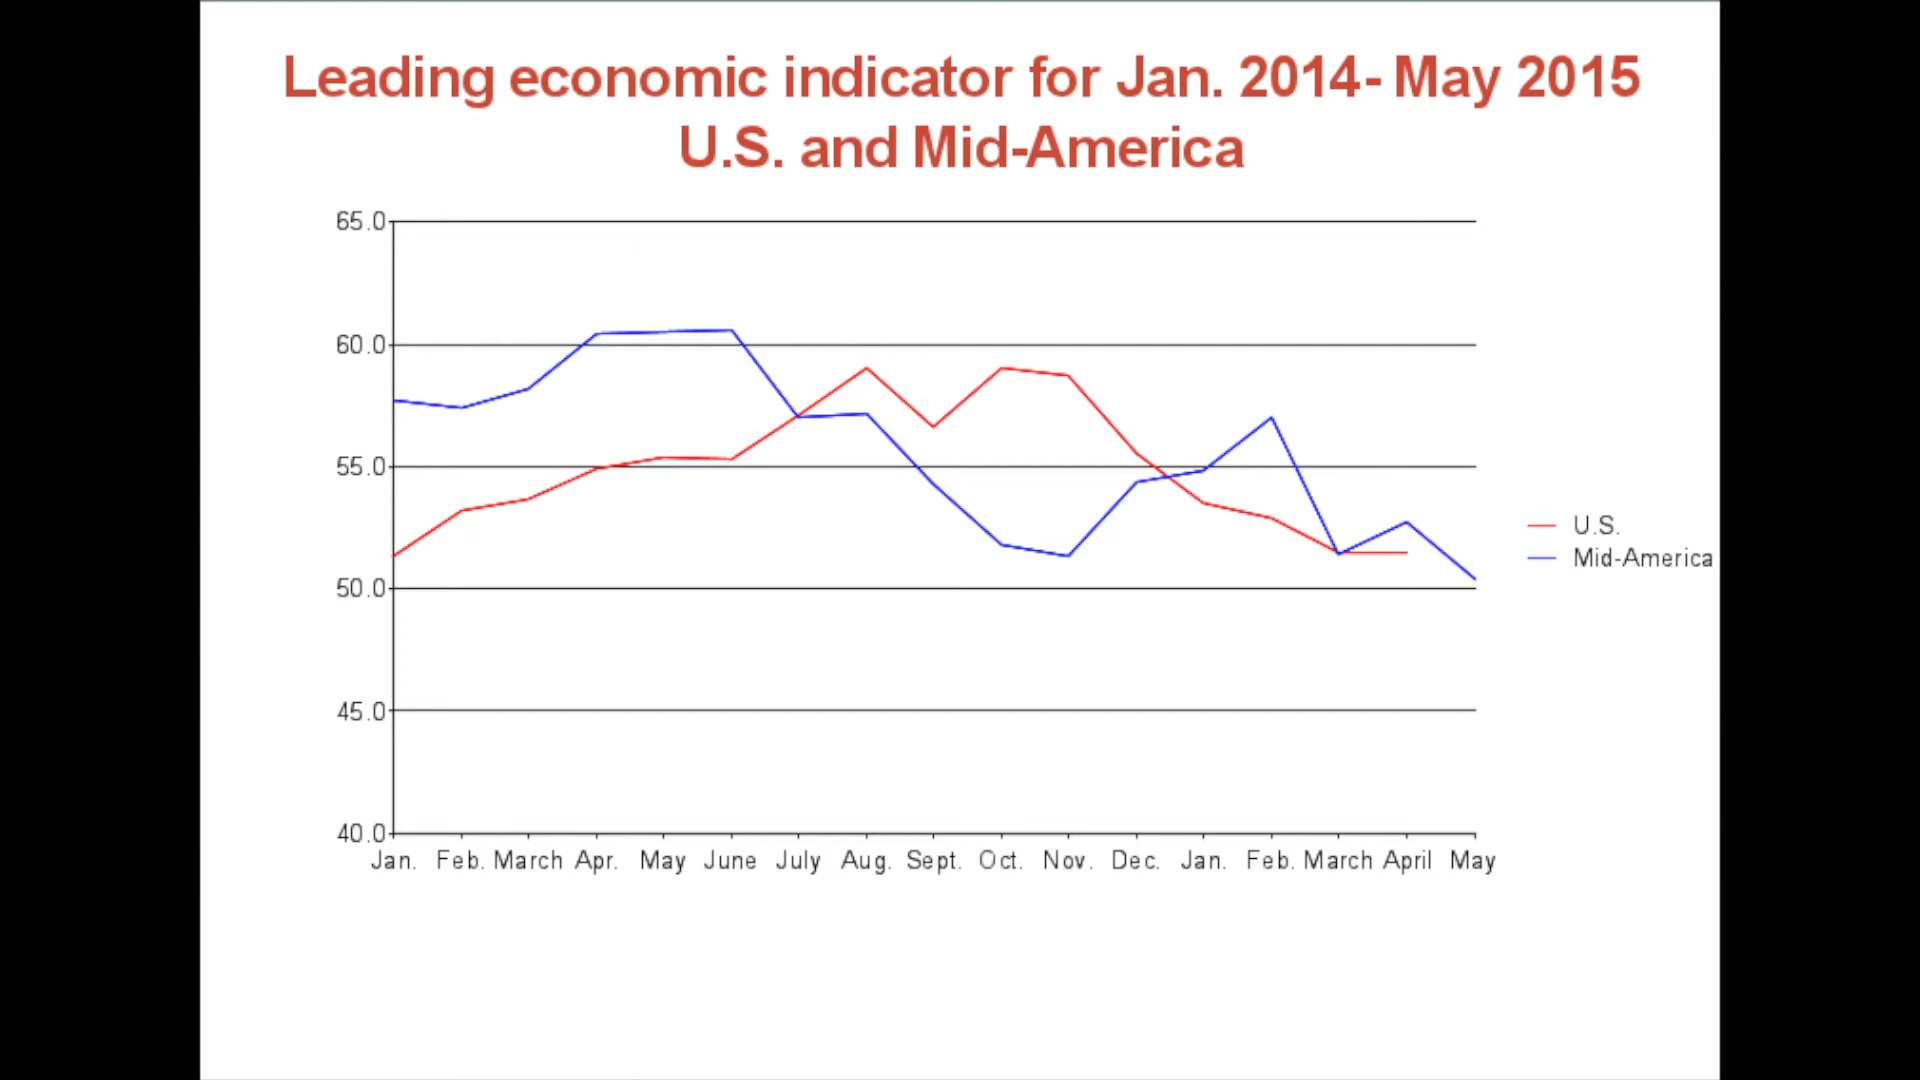 Leading economic indicator for Jan. 2014- May 2015
U.S. and Mid-America
65.0
60.0
55.0
50.0
45.0
40.0
Jan. Feb. March Apr. May June July Aug. Sept. Oct. Nov. Dec. Jan. Feb. March April May
U.S.
Mid-America